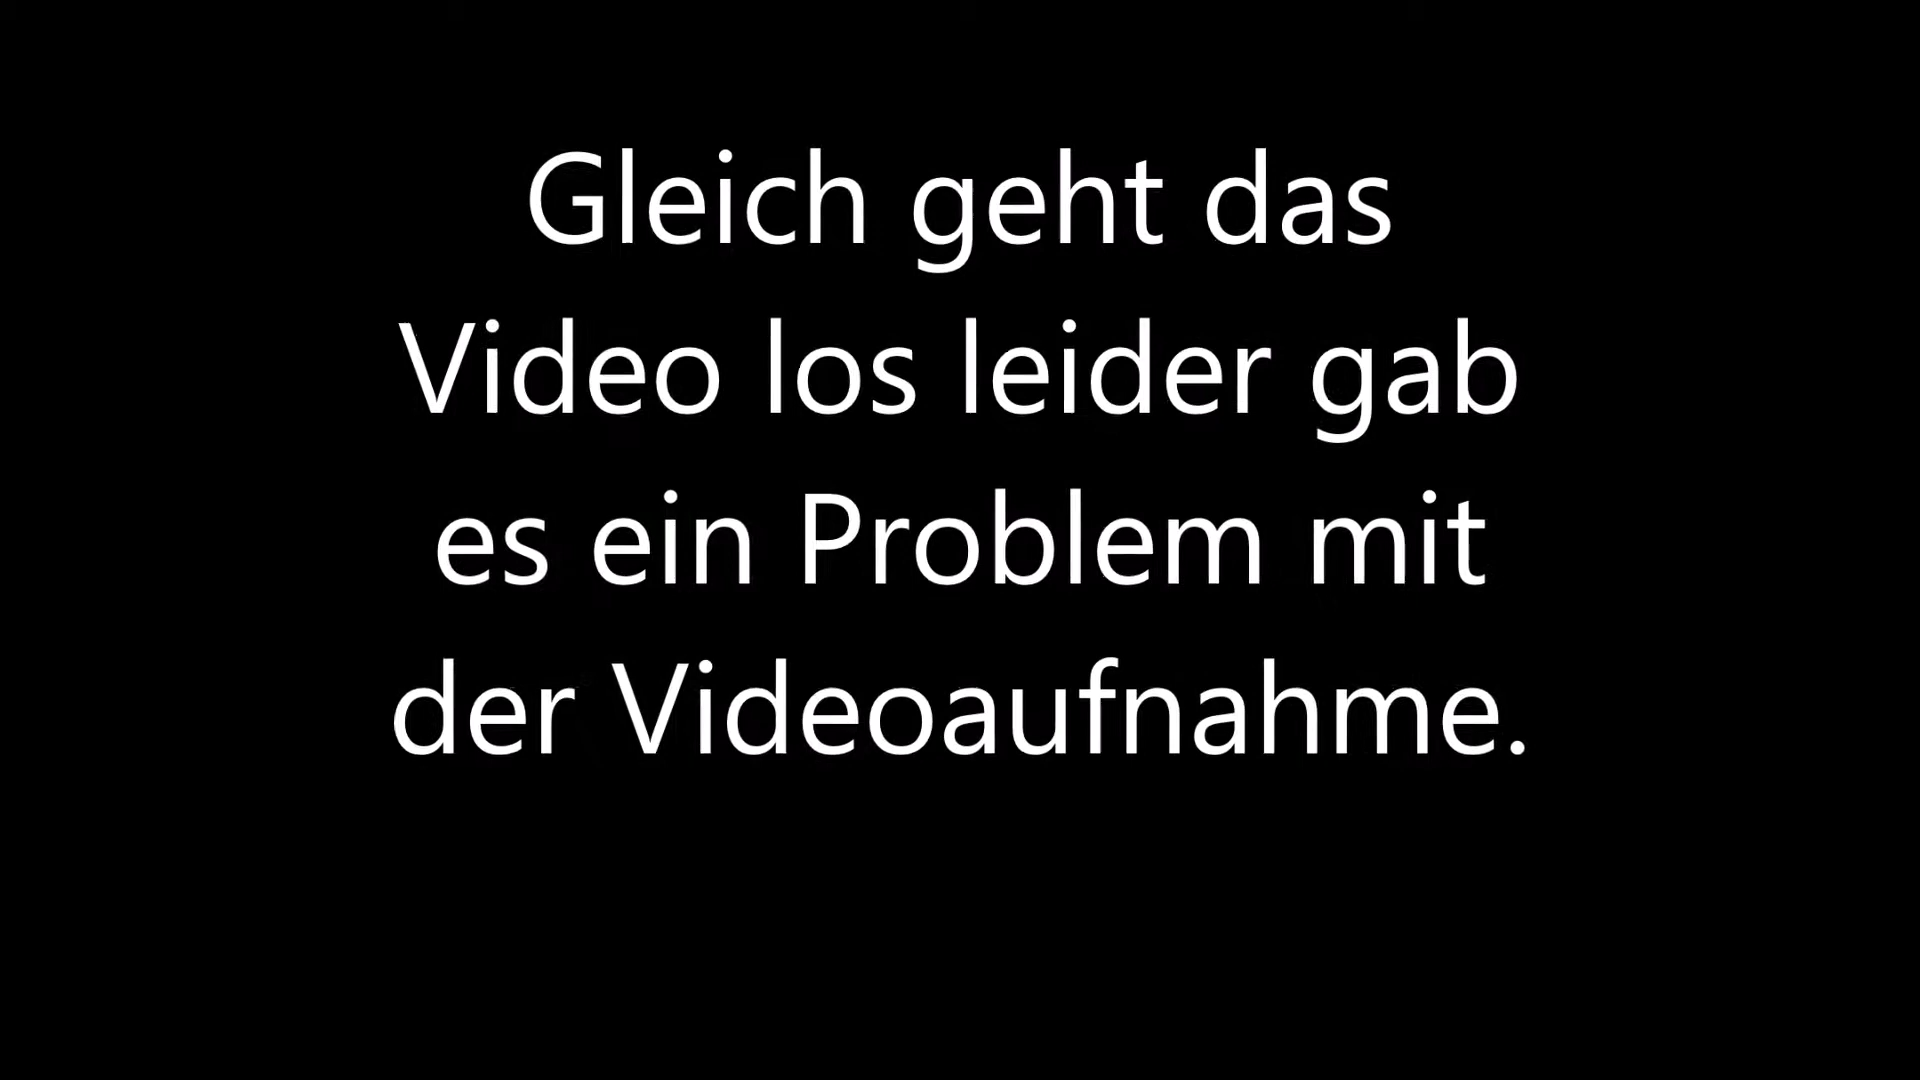 Gleich geht das
Video los leider gab
es ein Problem mit
der Videoaufnahme.